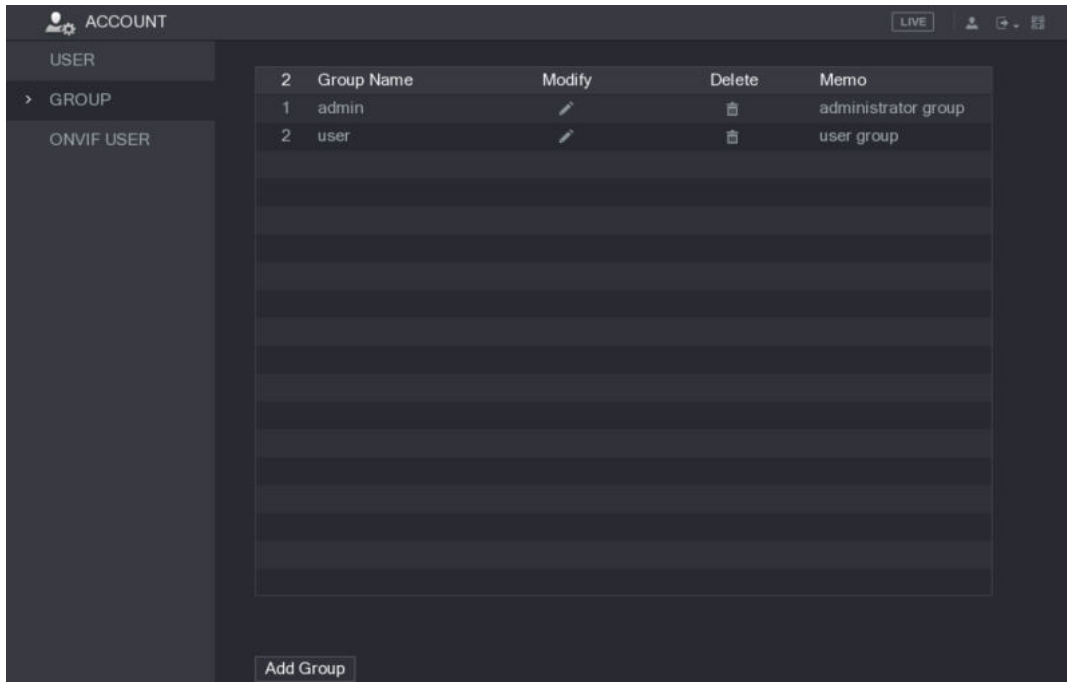 ACCOUNT
LIVE
USER
GROUP
ONVIF USER
2 Group Name Modify Delete Memo
1 admin administrator group
2 user user group
Add Group